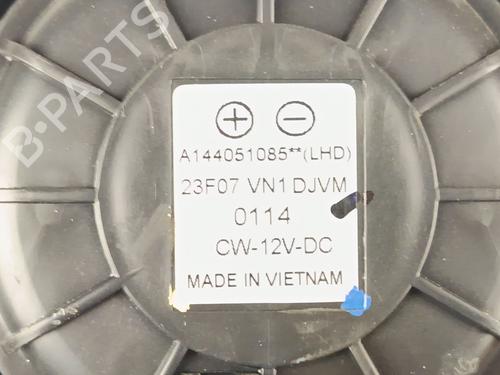 B-PARTS
⊕ ⊖
A144051085**(LHD)
23F07 VN1 DJVM
0114
CW-12V-DC
MADE IN VIETNAM